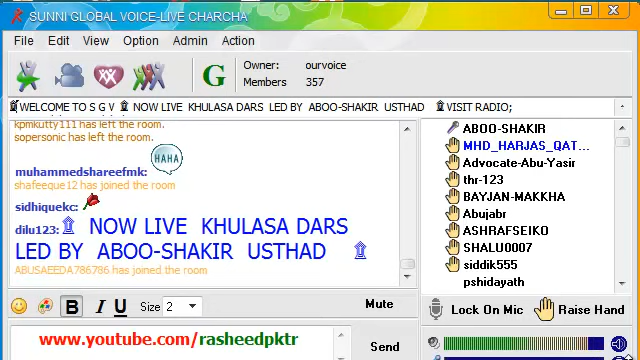 SUNNI GLOBAL VOICE-LIVE CHARCHA
File Edit View Option Admin Action
Owner: ourvoice
Members 357
G
WELCOME TO S G V NOW LIVE KHULASA DARS LED BY ABOO-SHAKIR USTHAD VISIT RADIO;
kpmkutty111 has left the room.
sopersonic has left the room.
HAHA
muhammedshareefmk:
shafeeque12 has joined the room
sidhiquekc:
dilu123: NOW LIVE KHULASA DARS
LED BY ABOO-SHAKIR USTHAD
ABUSAEEDA786786 has joined the room
ABOO-SHAKIR
MHD_HARJAS_QAT...
Advocate-Abu-Yasir
thr-123
BAYJAN-MAKKHA
Abujabr
ASHRAFSEIKO
SHALU0007
siddik555
pshidayath
B I U Size 2 Mute
Lock On Mic Raise Hand
www.youtube.com/rasheedpktr
Send